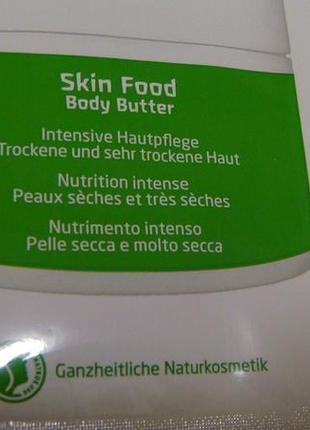 Skin Food
Body Butter
Intensive Hautpflege
Trockene und sehr trockene Haut
Nutrition intense
Peaux sèches et très sèches
Nutrimento intenso
Pelle secca e molto secca
Ganzheitliche Naturkosmetik